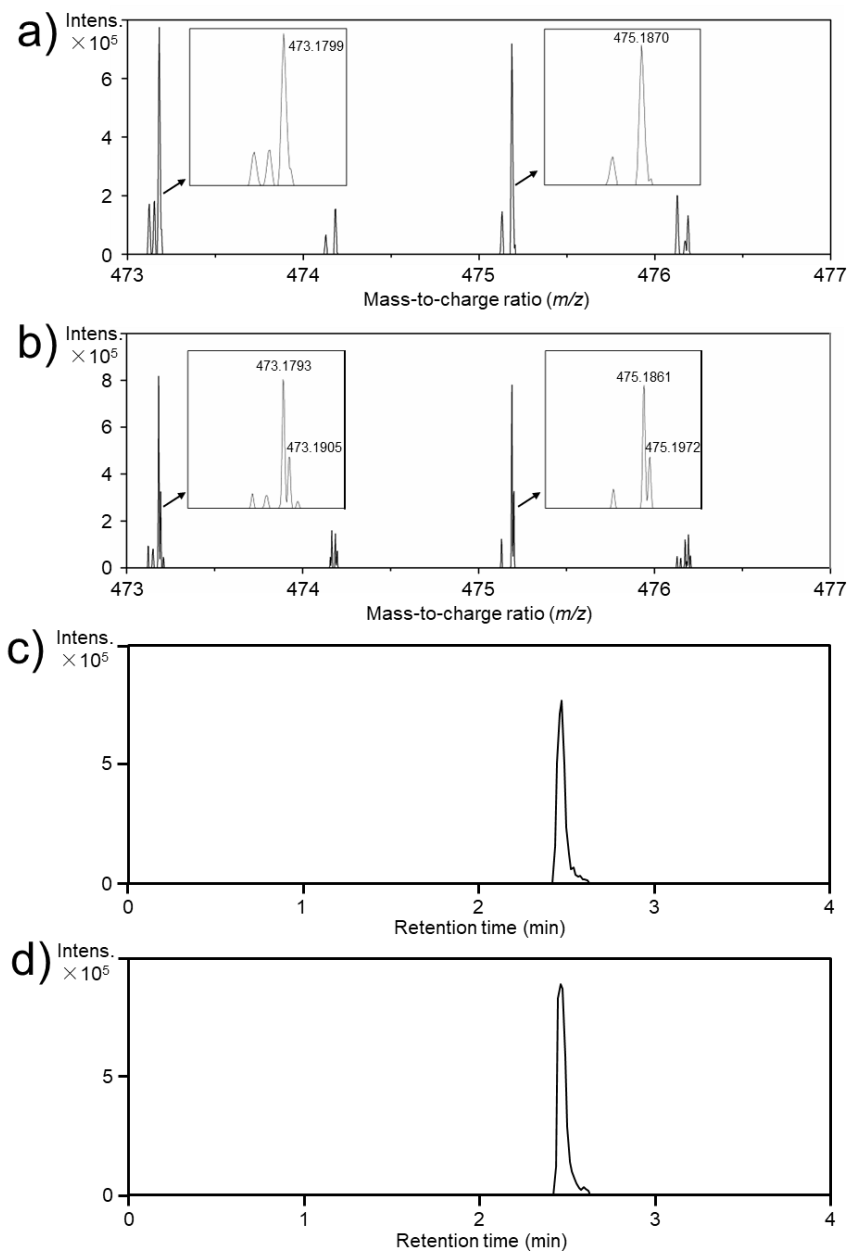 a)
Intens.
×10⁵
473.1799
475.1870
6
4
2
0
473 474 475 476 477
Mass-to-charge ratio (m/z)
b)
Intens.
×10⁵
473.1793
473.1905
475.1861
475.1972
8
6
4
2
0
473 474 475 476 477
Mass-to-charge ratio (m/z)
c)
Intens.
×10⁵
5
0
0 1 2 3 4
Retention time (min)
d)
Intens.
×10⁵
5
0
0 1 2 3 4
Retention time (min)